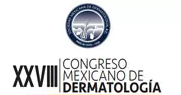 XXVIII CONGRESO
MEXICANO DE
DERMATOLOGÍA